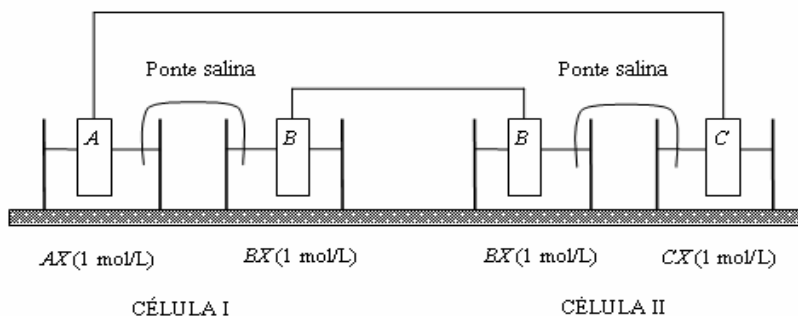 Ponte salina Ponte salina
A B B C
AX (1 mol/L) BX (1 mol/L) BX (1 mol/L) CX (1 mol/L)
CÉLULA I CÉLULA II